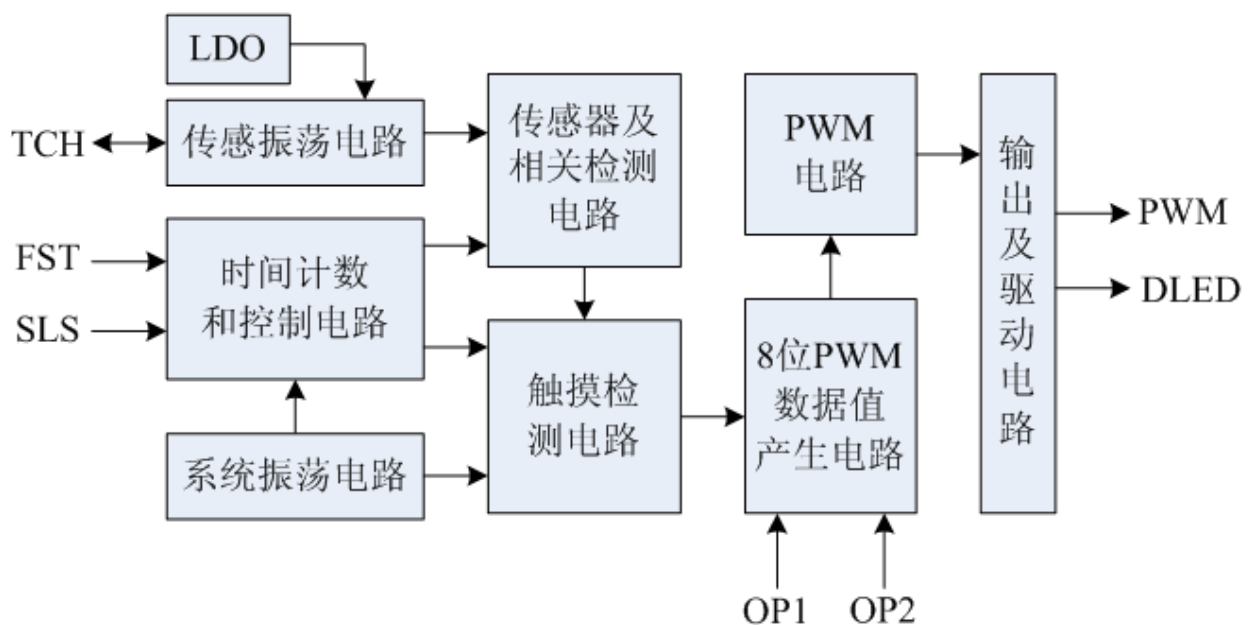 LDO
TCH
传感振荡电路
传感器及
相关检测
电路
PWM
电路
输出及驱动电路
PWM
DLED
FST
SLS
时间计数
和控制电路
触摸检
测电路
8位PWM
数据值
产生电路
系统振荡电路
OP1
OP2